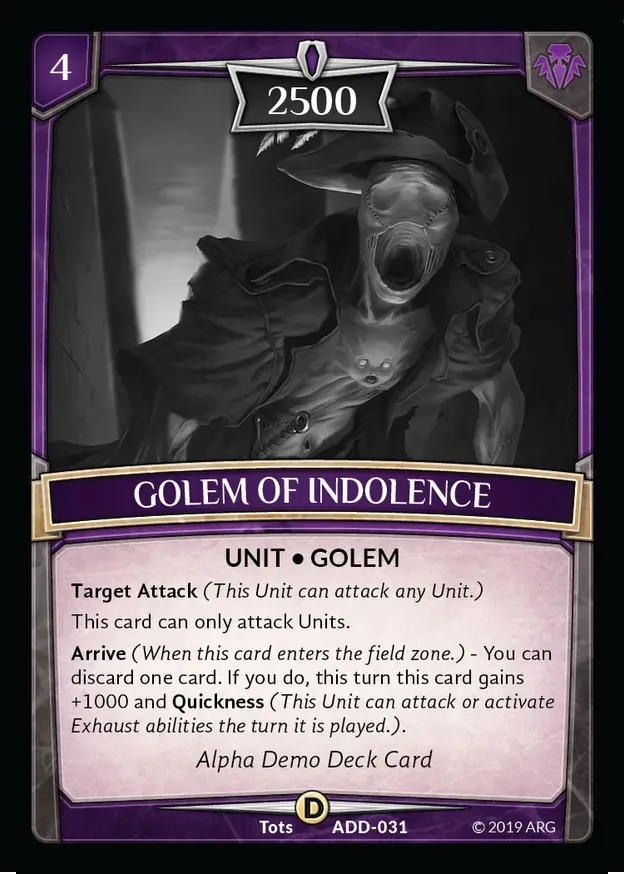 4
2500
GOLEM OF INDOLENCE
UNIT • GOLEM
Target Attack (This Unit can attack any Unit.)
This card can only attack Units.
Arrive (When this card enters the field zone.) - You can
discard one card. If you do, this turn this card gains
+1000 and Quickness (This Unit can attack or activate
Exhaust abilities the turn it is played.).
Alpha Demo Deck Card
Tots D ADD-031 © 2019 ARG